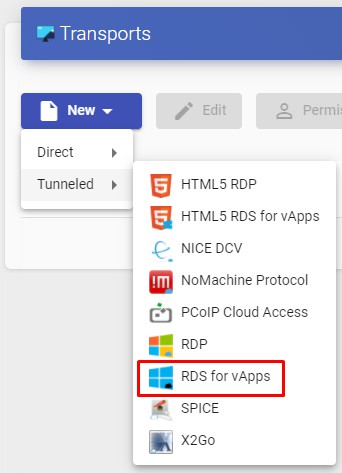 Transports
New
Edit
Permis
Direct
Tunneled
HTML5 RDP
HTML5 RDS for vApps
NICE DCV
NoMachine Protocol
PCoIP Cloud Access
RDP
RDS for vApps
SPICE
X2Go